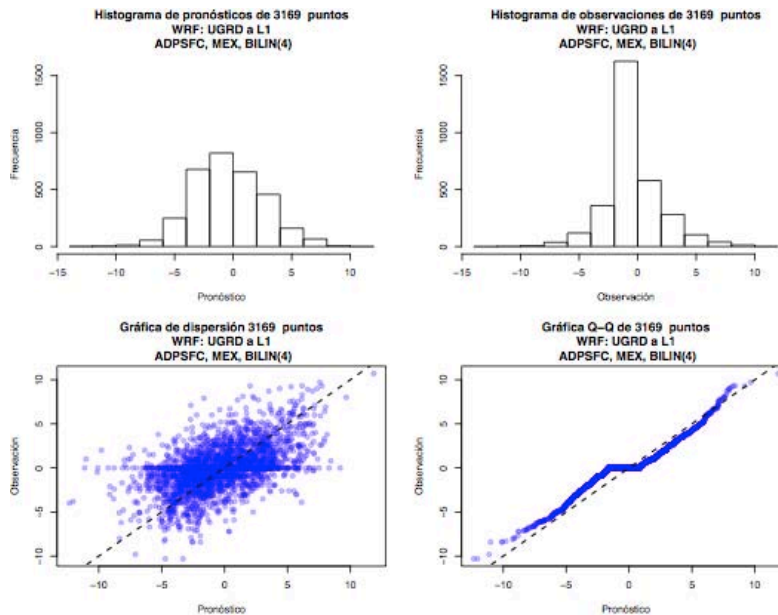 Histograma de pronósticos de 3169 puntos
WRF: UGRD a L1
ADPSFC, MEX, BILIN(4)
Frecuencia
1500
1000
500
0
−15 −10 −5 0 5 10
Pronóstico
Histograma de observaciones de 3169 puntos
WRF: UGRD a L1
ADPSFC, MEX, BILIN(4)
Frecuencia
1500
1000
500
0
−15 −10 −5 0 5 10
Observación
Gráfica de dispersión 3169 puntos
WRF: UGRD a L1
ADPSFC, MEX, BILIN(4)
Observación
10
5
0
−5
−10
−10 −5 0 5 10
Pronóstico
Gráfica Q−Q de 3169 puntos
WRF: UGRD a L1
ADPSFC, MEX, BILIN(4)
Observación
10
5
0
−5
−10
−10 −5 0 5 10
Pronóstico